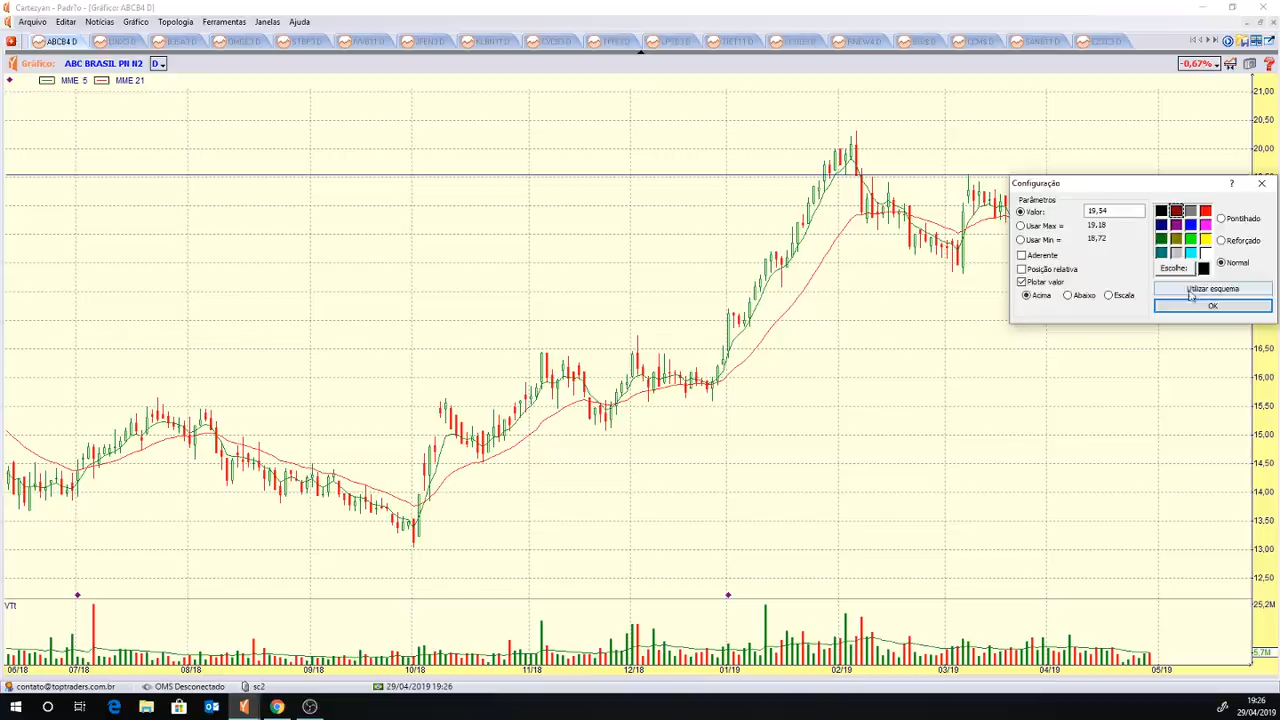 Cartezyan - Padr?o - [Gráfico: ABCB4 D]
Arquivo Editar Notícias Gráfico Topologia Ferramentas Janelas Ajuda
ABCB4 D
Gráfico: ABC BRASIL PN N2 D
-0,67%
MME 5 MME 21
21,00
20,50
20,00
Configuração
Parâmetros
Valor: 19,54
Usar Max = 19,18
Usar Min = 18,72
Aderente
Posição relativa
Plotar valor
Acima Abaixo Escala
Pontilhado
Reforçado
Normal
Escolhe:
Utilizar esquema
OK
16,50
16,00
15,50
15,00
14,50
14,00
13,50
13,00
12,50
VTt
25,2M
5,7M
06/18 07/18 08/18 09/18 10/18 11/18 12/18 01/19 02/19 03/19 04/19 05/19
contato@toptraders.com.br OMS Desconectado sc2 29/04/2019 19:26
19:26
29/04/2019